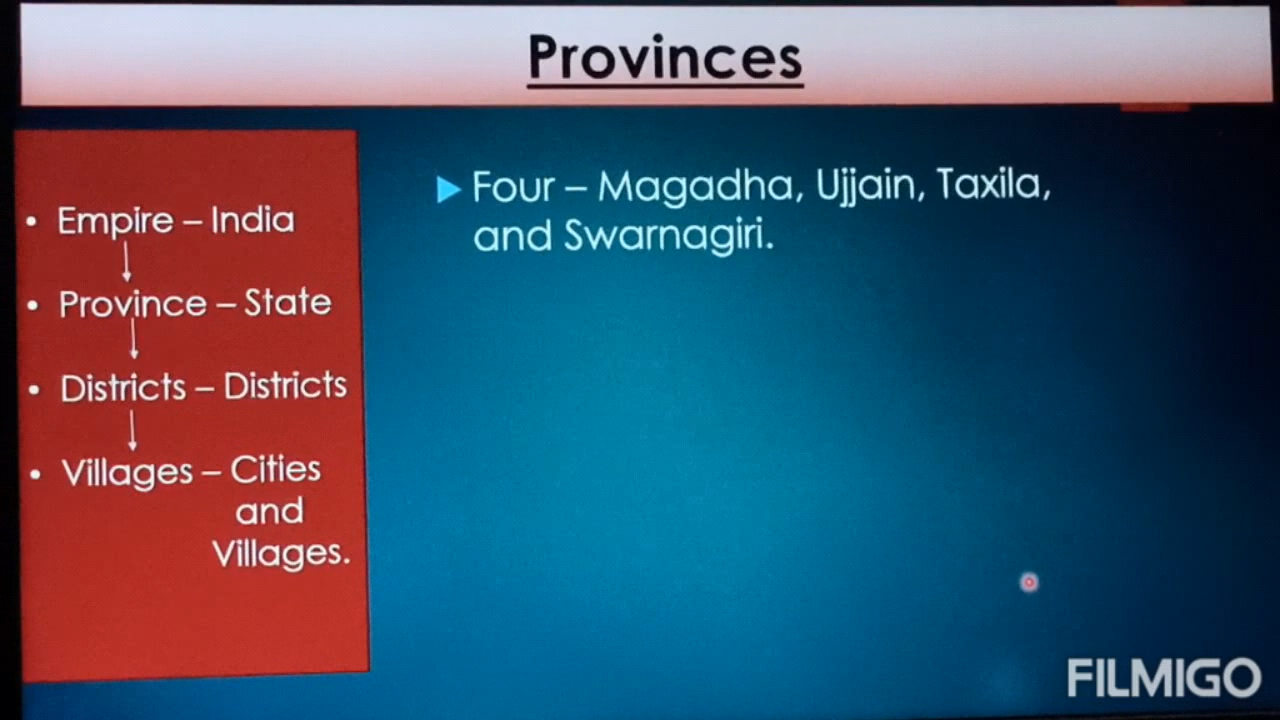 Provinces
• Empire – India
• Province – State
• Districts – Districts
• Villages – Cities
and
Villages.
Four – Magadha, Ujjain, Taxila,
and Swarnagiri.
FILMIGO